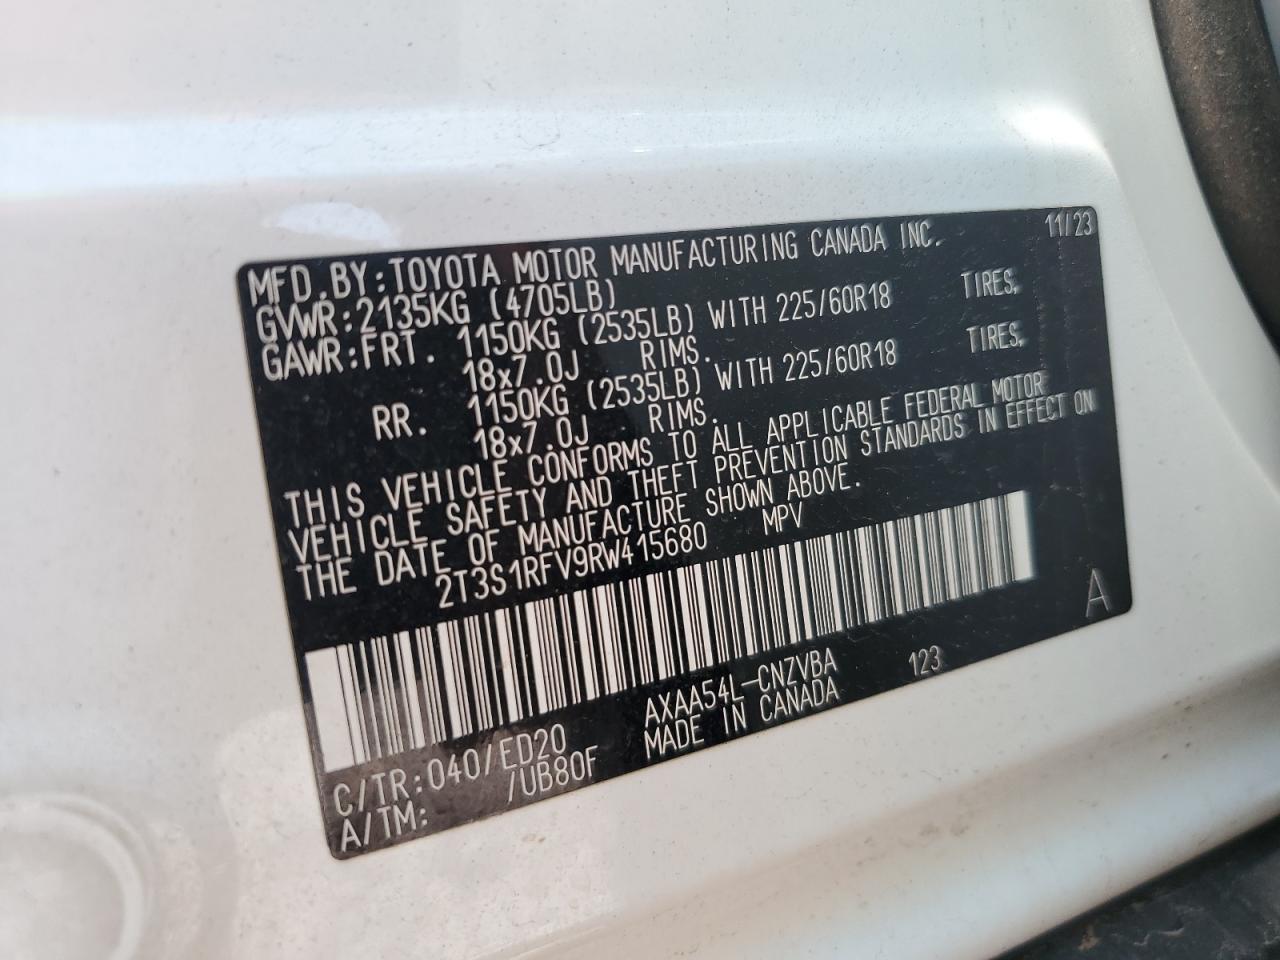 11/23
MFD.BY:TOYOTA MOTOR MANUFACTURING CANADA INC.
GVWR:2135KG (4705LB)
GAWR:FRT. 1150KG (2535LB) WITH 225/60R18 TIRES,
18x7.0J RIMS.
RR. 1150KG (2535LB) WITH 225/60R18 TIRES,
18x7.0J RIMS.
THIS VEHICLE CONFORMS TO ALL APPLICABLE FEDERAL MOTOR
VEHICLE SAFETY AND THEFT PREVENTION STANDARDS IN EFFECT ON
THE DATE OF MANUFACTURE SHOWN ABOVE.
2T3S1RFV9RW415680 MPV
A
C/TR:040/ED20 AXAA54L-CNZVBA 123
A/TM: /UB80F MADE IN CANADA